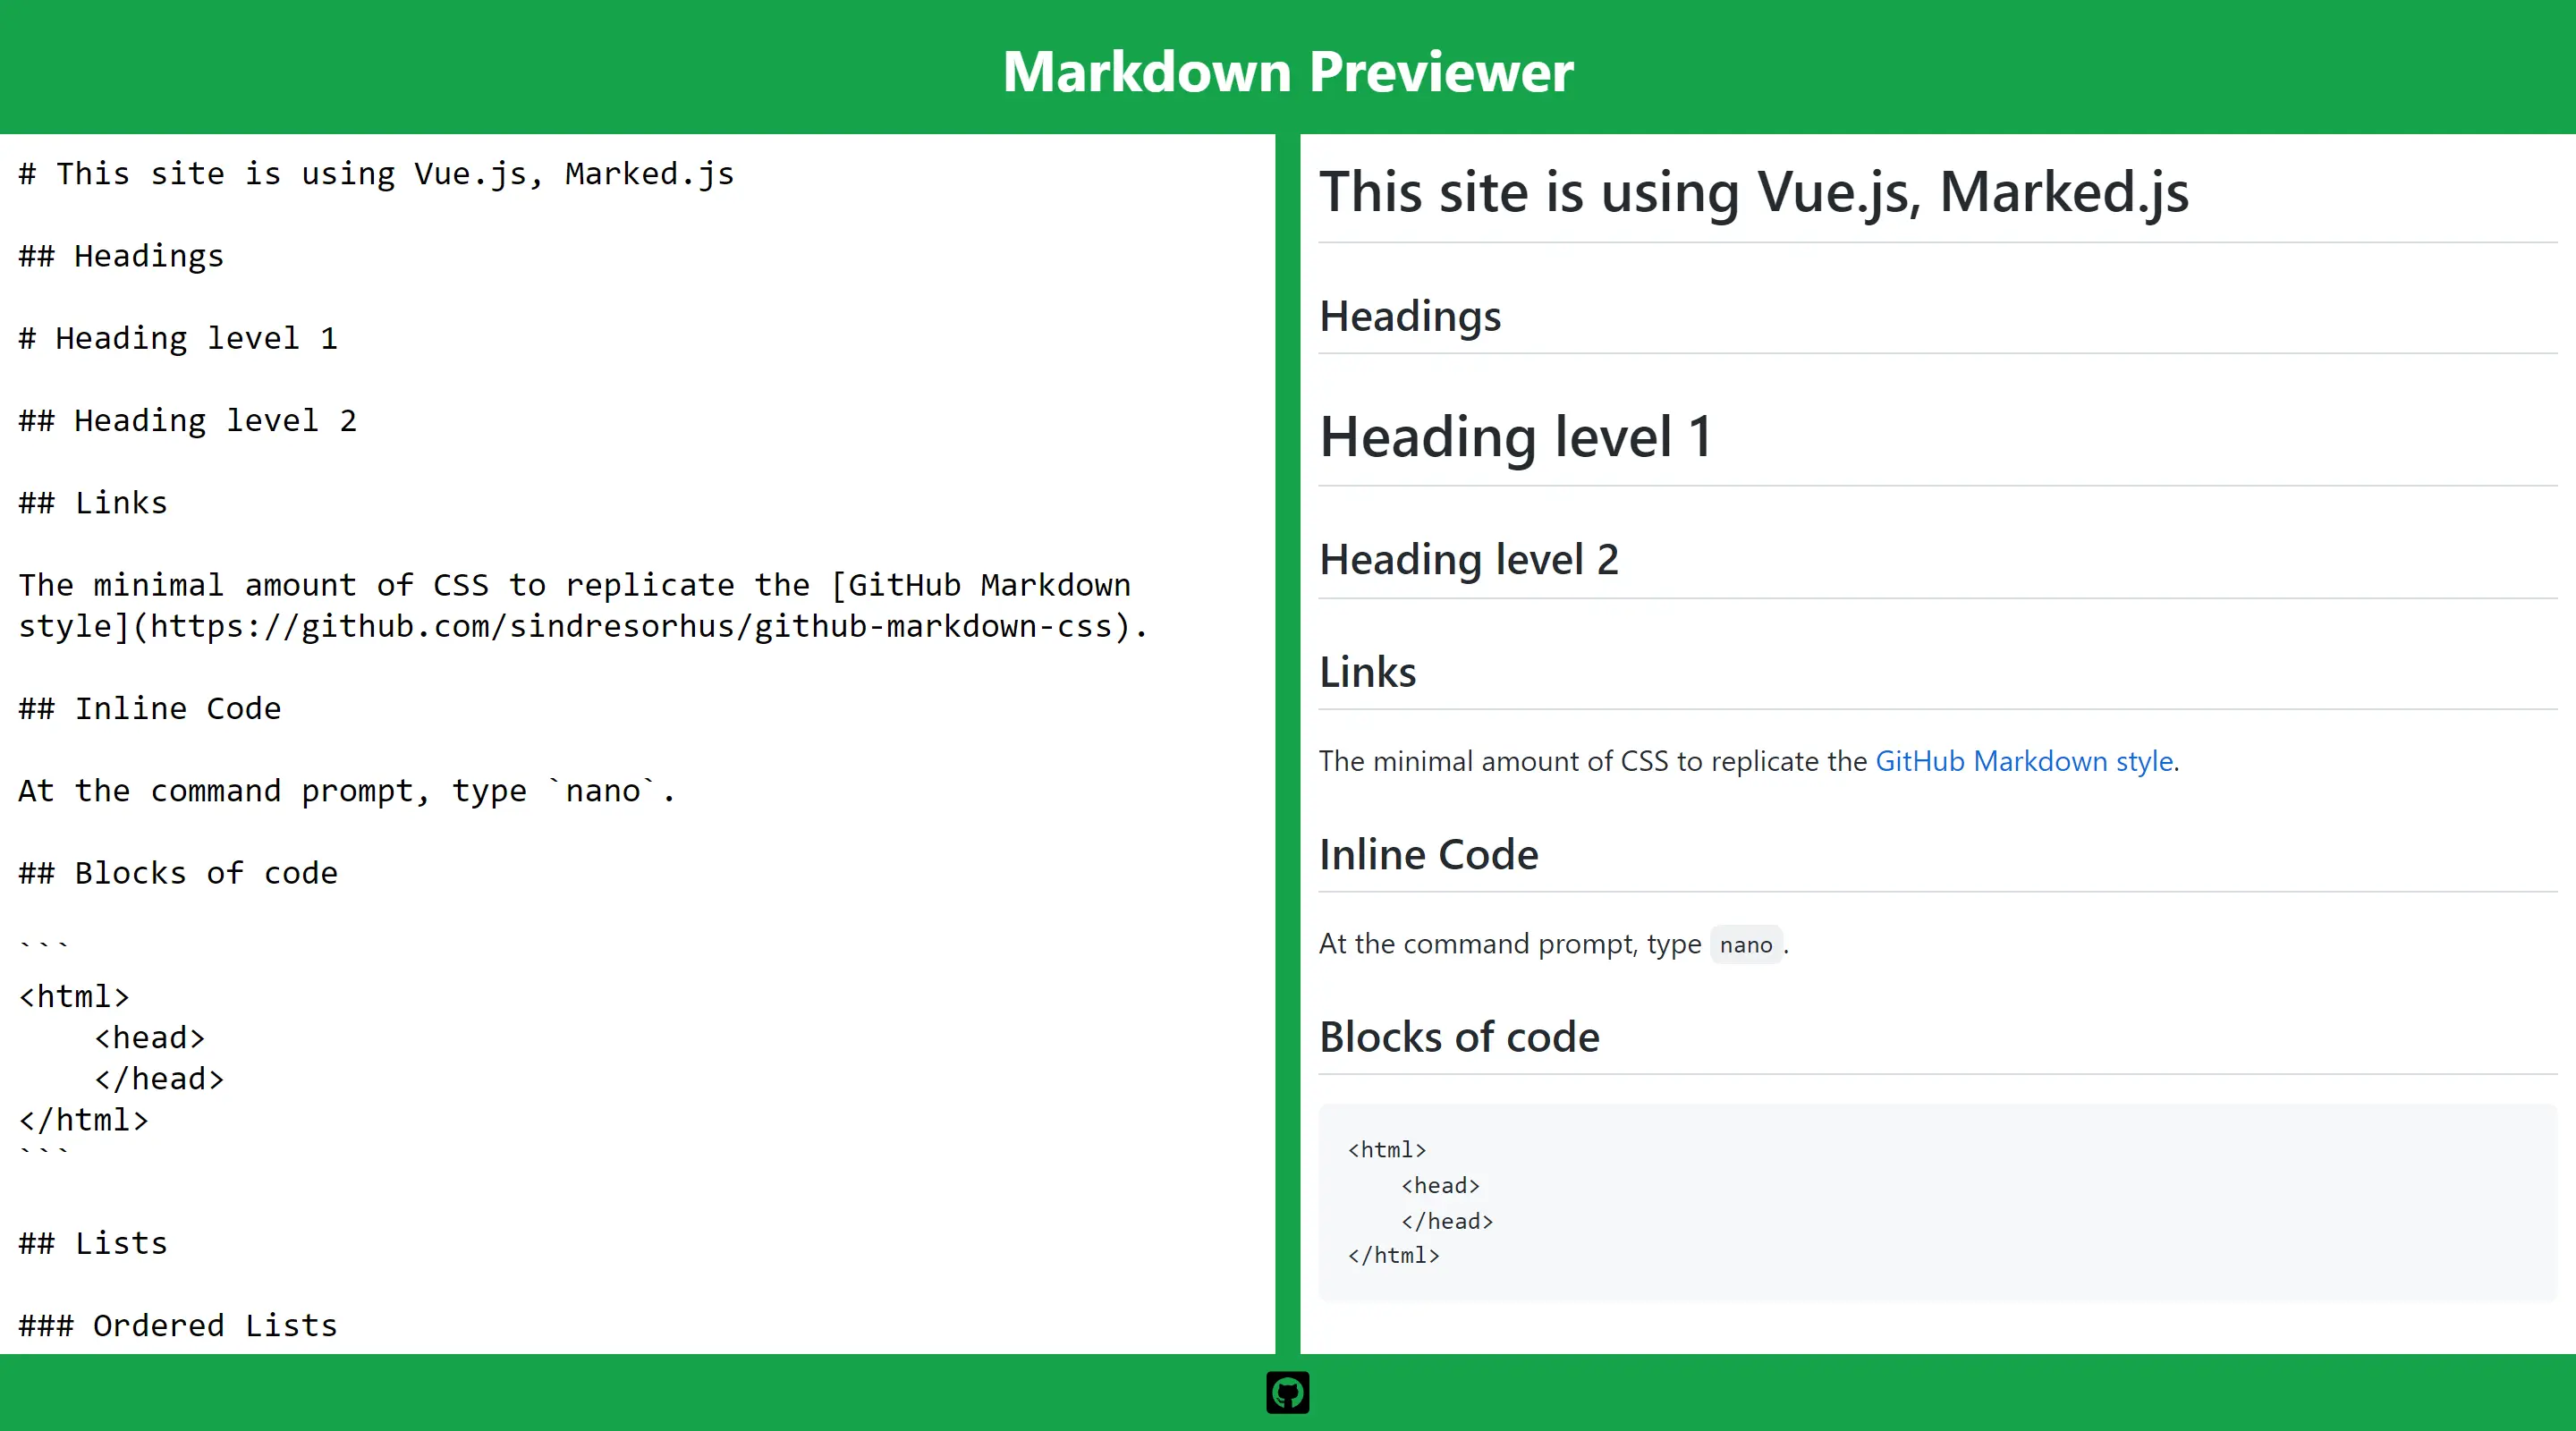 Markdown Previewer
# This site is using Vue.js, Marked.js
## Headings
# Heading level 1
## Heading level 2
## Links
The minimal amount of CSS to replicate the [GitHub Markdown
style](https://github.com/sindresorhus/github-markdown-css).
## Inline Code
At the command prompt, type `nano`.
## Blocks of code
```
<html>
    <head>
    </head>
</html>
```
## Lists
### Ordered Lists
This site is using Vue.js, Marked.js
Headings
Heading level 1
Heading level 2
Links
The minimal amount of CSS to replicate the GitHub Markdown style.
Inline Code
At the command prompt, type nano.
Blocks of code
<html>
    <head>
    </head>
</html>